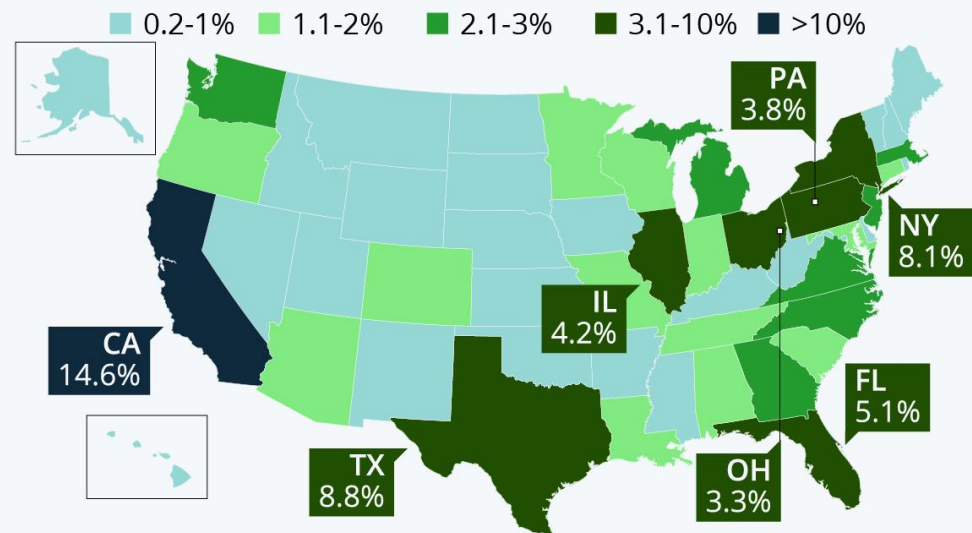 0.2-1% 1.1-2% 2.1-3% 3.1-10% >10%
PA
3.8%
NY
8.1%
IL
4.2%
CA
14.6%
FL
5.1%
TX
8.8%
OH
3.3%